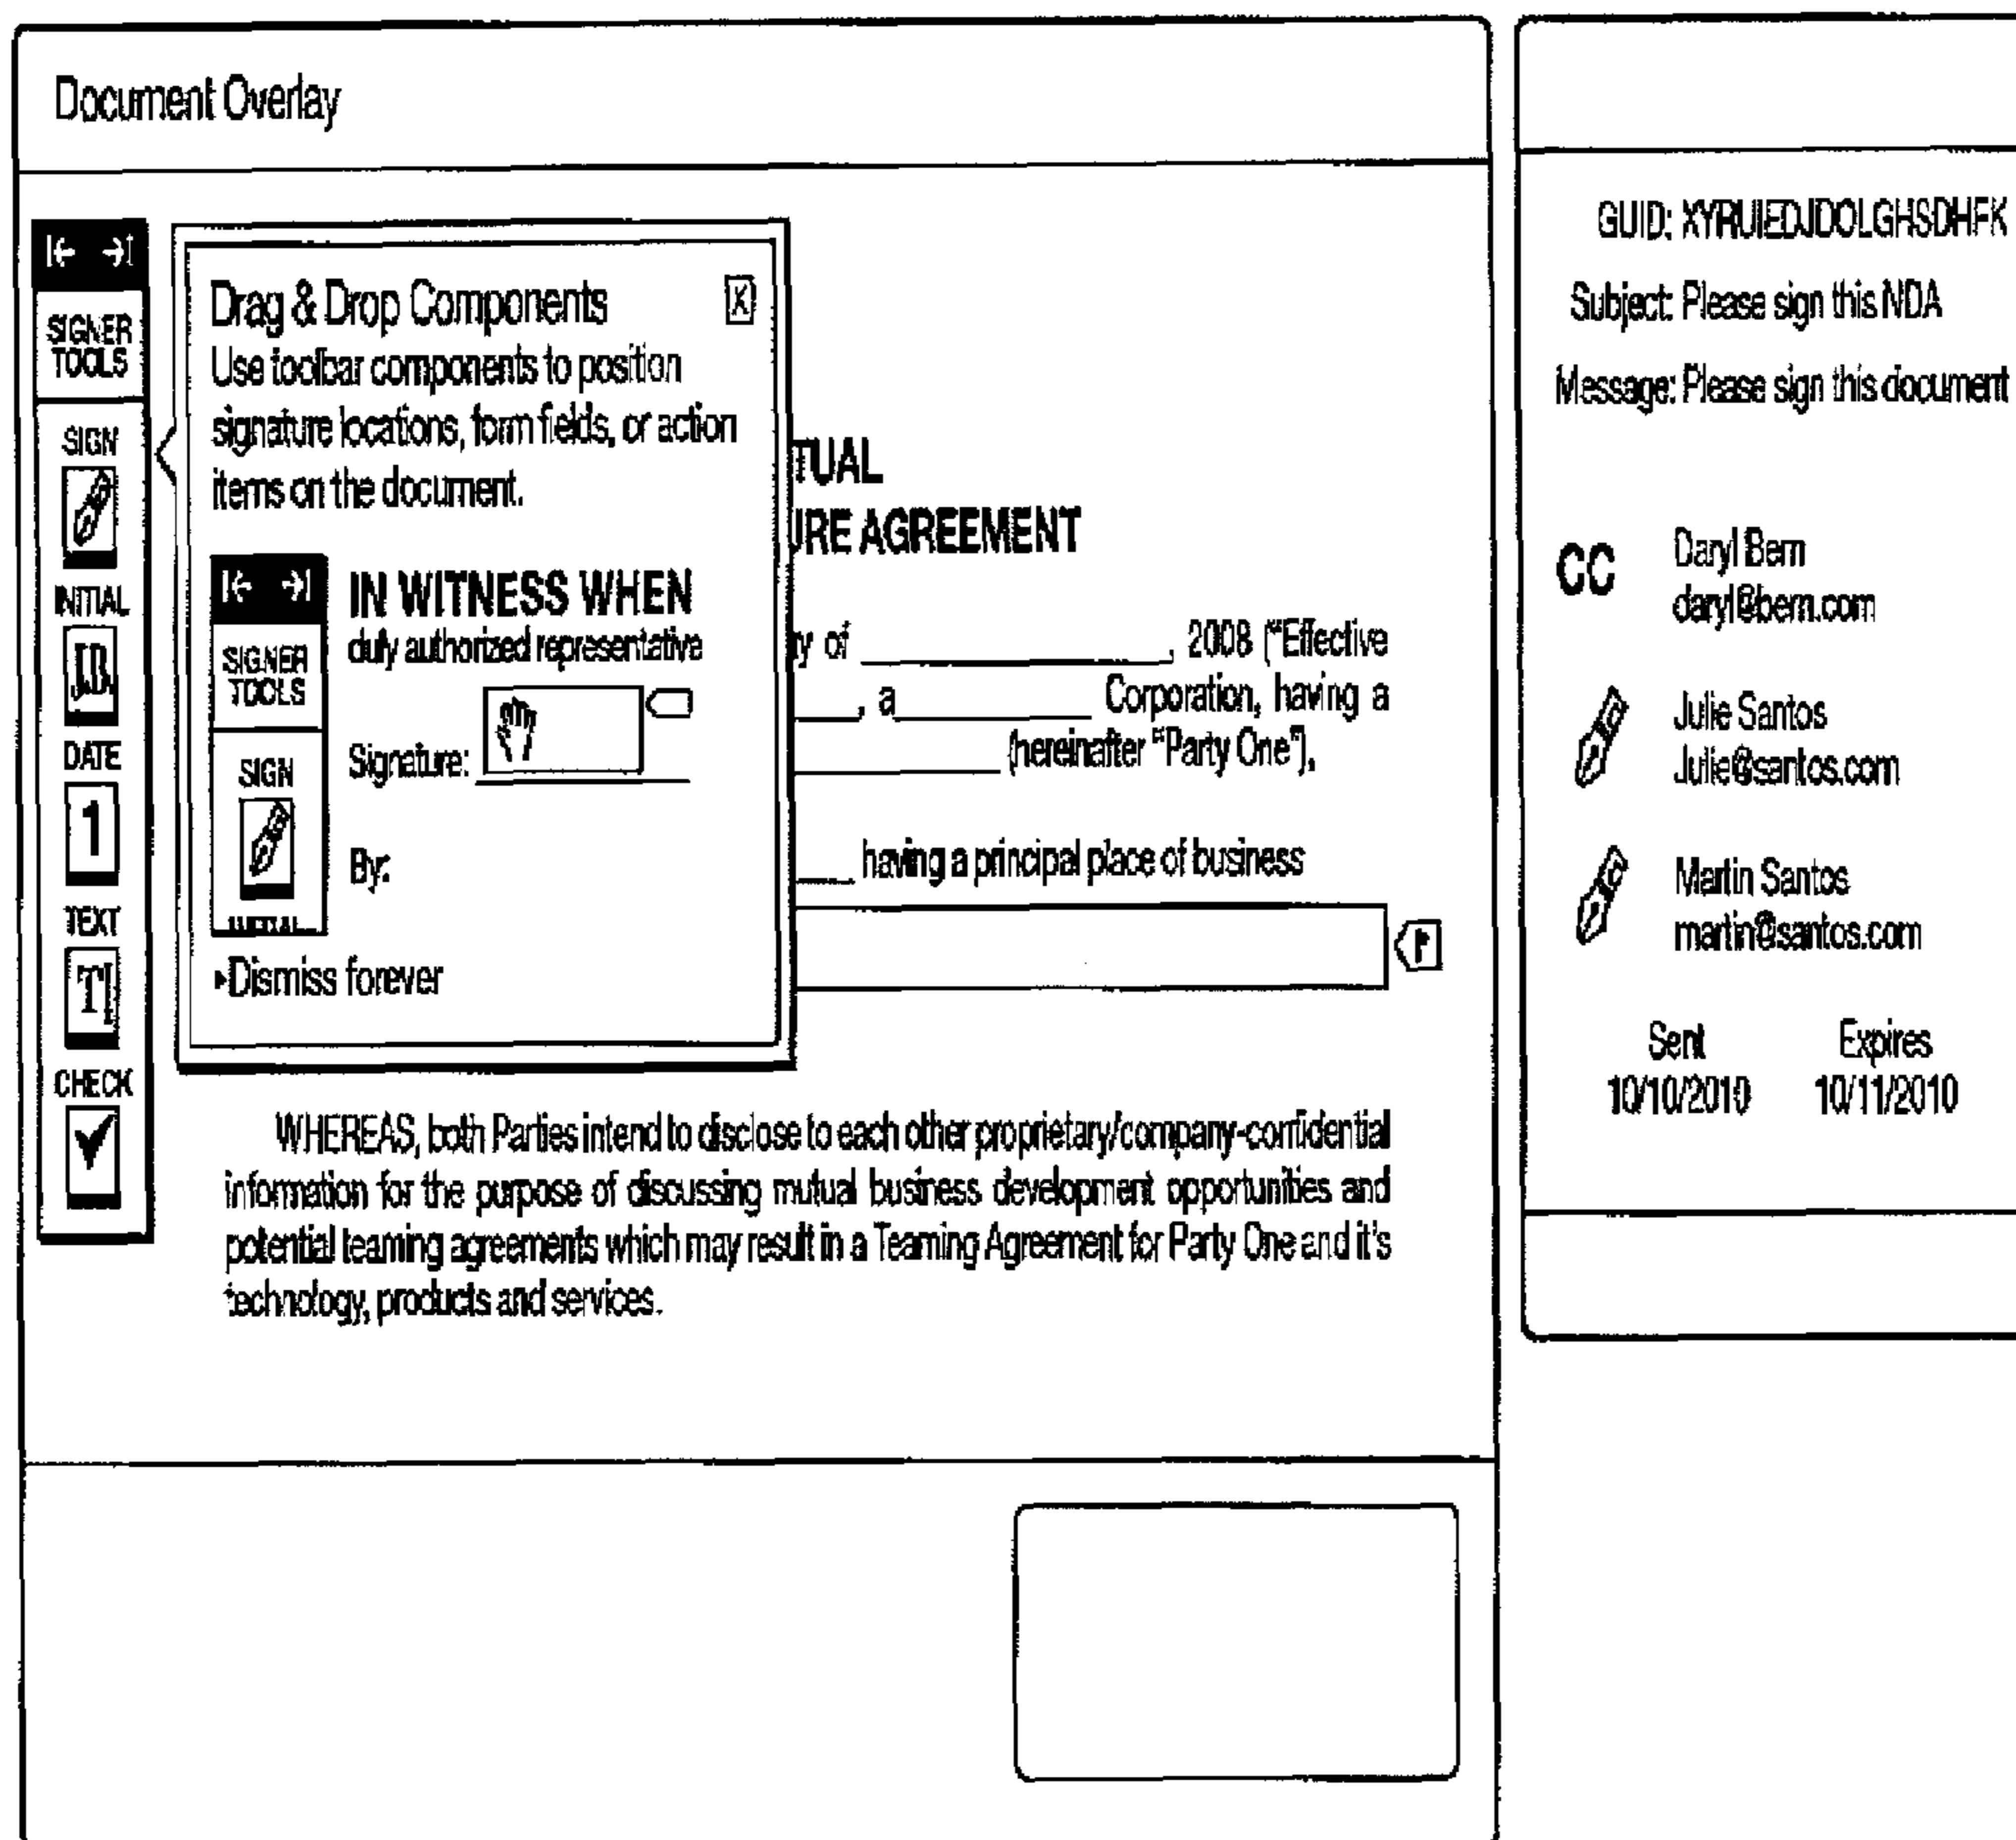 Document Overlay
SIGNER
TOOLS
SIGN
INITIAL
DATE
1
TEXT
T
CHECK
Drag & Drop Components
X
Use toolbar components to position
signature locations, form fields, or action
items on the document.
SIGNER
TOOLS
SIGN
IN WITNESS WHEN
duly authorized representative
Signature:
By:
▸Dismiss forever
TUAL
URE AGREEMENT
ry of ____________, 2008 ("Effective
____, a__________ Corporation, having a
__________ (hereinafter "Party One"),
____ having a principal place of business
WHEREAS, both Parties intend to disclose to each other proprietary/company-confidential
information for the purpose of discussing mutual business development opportunities and
potential teaming agreements which may result in a Teaming Agreement for Party One and it's
technology, products and services.
GUID: XYRUIEDJDOLGHSDHFK
Subject: Please sign this NDA
Message: Please sign this document
CC
Daryl Bern
daryl@bern.com
Julie Santos
Julie@santos.com
Martin Santos
martin@santos.com
Sent Expires
10/10/2010 10/11/2010